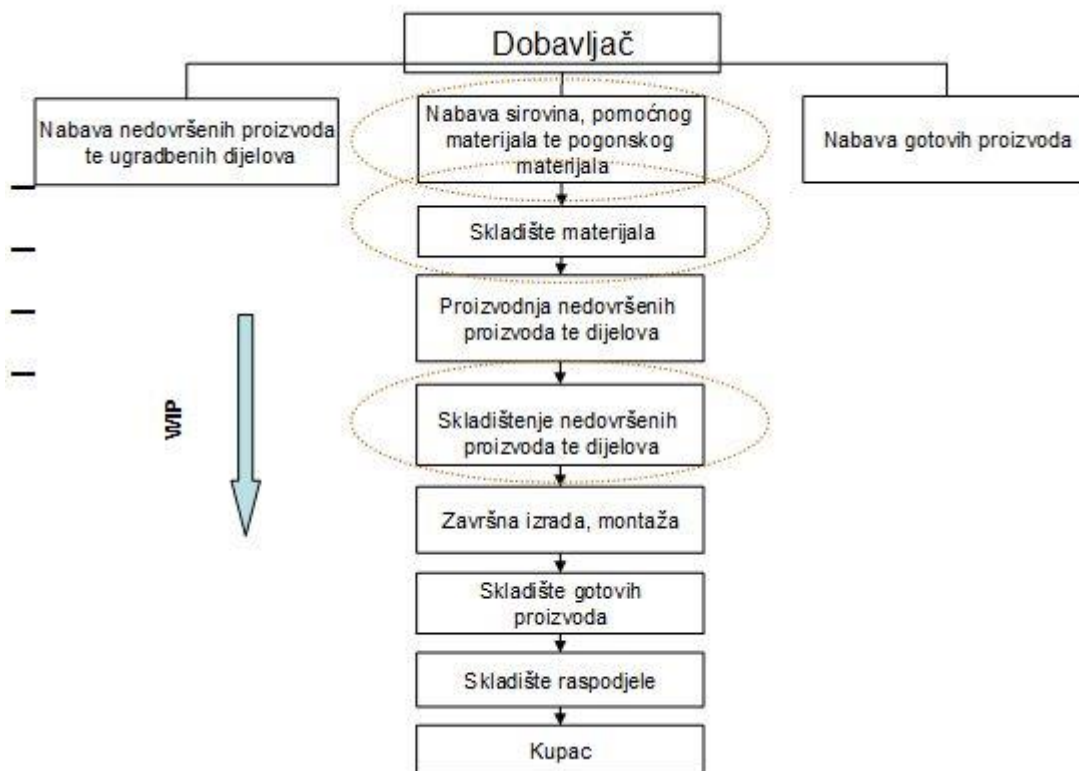 Dobavljač
Nabava nedovršenih proizvoda
te ugradbenih dijelova
Nabava sirovina, pomoćnog
materijala te pogonskog
materijala
Nabava gotovih proizvoda
Skladište materijala
Proizvodnja nedovršenih
proizvoda te dijelova
WIP
Skladištenje nedovršenih
proizvoda te dijelova
Završna izrada, montaža
Skladište gotovih
proizvoda
Skladište raspodjele
Kupac